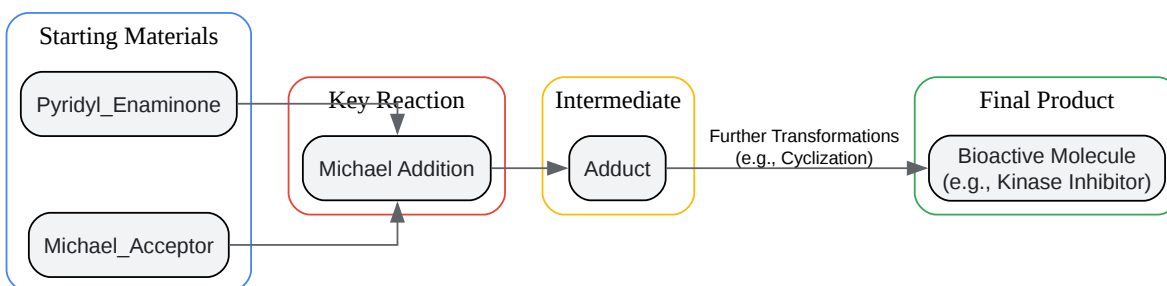 Starting Materials
Pyridyl_Enaminone
Michael_Acceptor
Key Reaction
Michael Addition
Intermediate
Adduct
Further Transformations
(e.g., Cyclization)
Final Product
Bioactive Molecule
(e.g., Kinase Inhibitor)